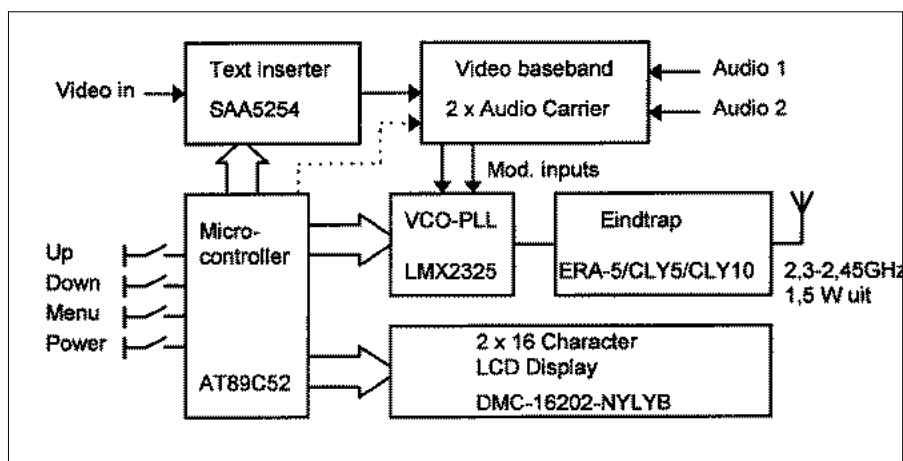 Video in
Text inserter
SAA5254
Video baseband
2 x Audio Carrier
Audio 1
Audio 2
Mod. inputs
Micro-
controller
AT89C52
VCO-PLL
LMX2325
Eindtrap
ERA-5/CLY5/CLY10
2,3-2,45GHz
1,5 W uit
Up
Down
Menu
Power
2 x 16 Character
LCD Display
DMC-16202-NYLYB